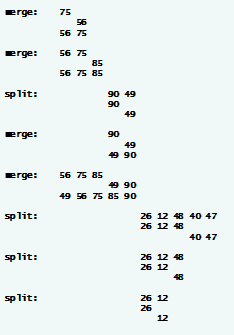 merge: 75
56
56 75
merge: 56 75
85
56 75 85
split: 90 49
90
49
merge: 90
49
49 90
merge: 56 75 85
49 90
49 56 75 85 90
split: 26 12 48 40 47
26 12 48
40 47
split: 26 12 48
26 12
48
split: 26 12
26
12